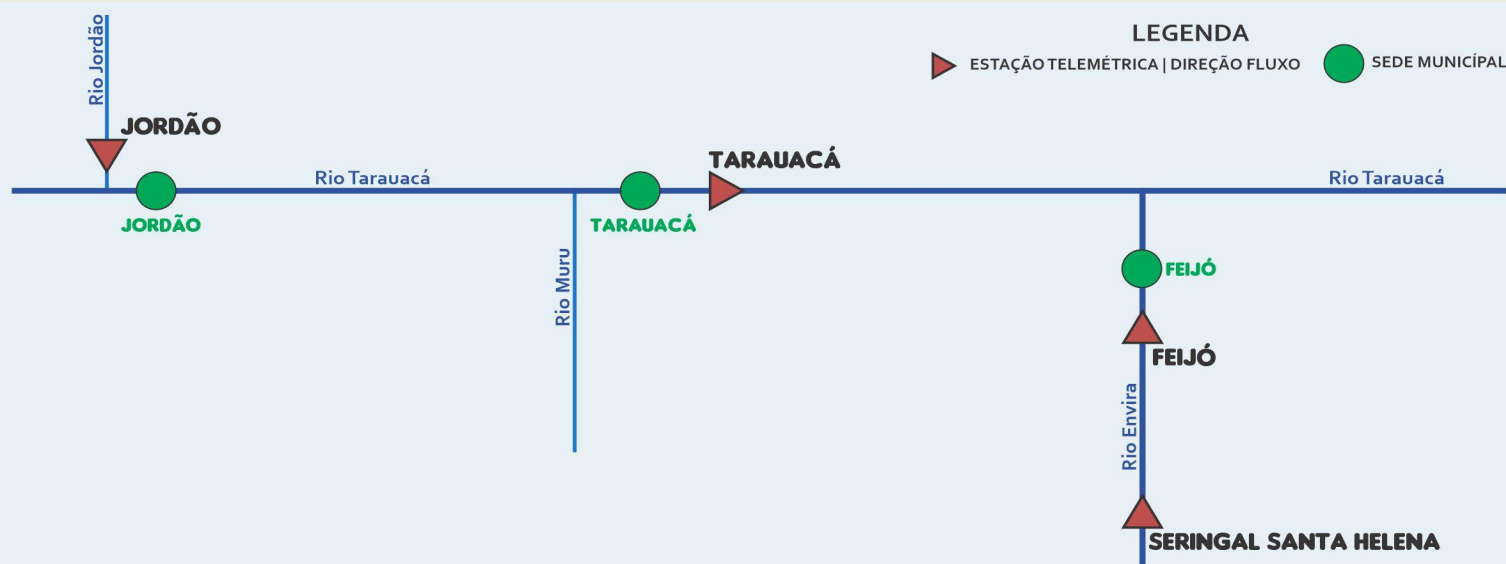 LEGENDA
ESTAÇÃO TELEMÉTRICA | DIREÇÃO FLUXO
SEDE MUNICÍPAL
Rio Jordão
JORDÃO
TARAUACÁ
Rio Tarauacá
Rio Tarauacá
JORDÃO
TARAUACÁ
Rio Muru
FEIJÓ
FEIJÓ
Rio Envira
SERINGAL SANTA HELENA